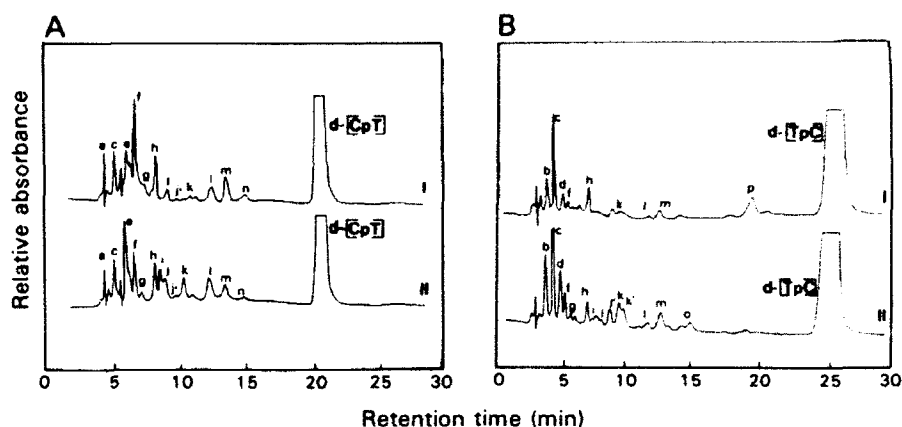 A
B
Relative absorbance
a c e f g h i j' k l m n
d-CpT
I
a c e f g h i j j' k l m n
d-CpT
II
0 5 10 15 20 25 30
b c d f h k l m p
d-TpC
I
b c d f g h i j k k' l m o
d-TpC
II
0 5 10 15 20 25 30
Retention time (min)